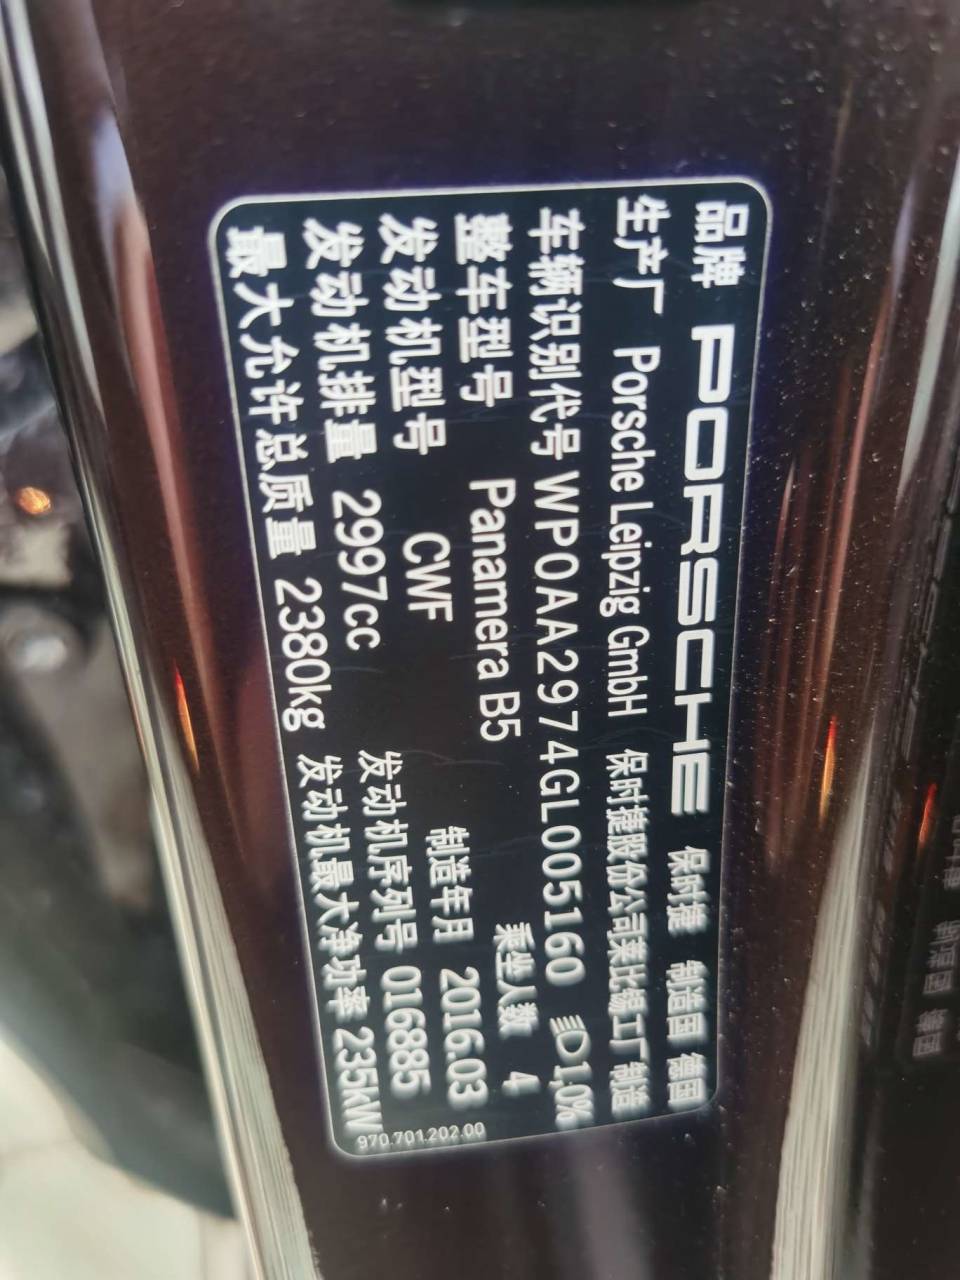 品牌 PORSCHE 保时捷 制造国 德国
生产厂 Porsche Leipzig GmbH 保时捷股份公司莱比锡工厂制造
车辆识别代号 WP0AA2974GL005160 1,0%
整车型号 Panamera B5 乘坐人数 4
发动机型号 CWF 制造年月 2016.03
发动机排量 2997cc 发动机序列号 016885
最大允许总质量 2380kg 发动机最大净功率 235kW
970.701.202.00